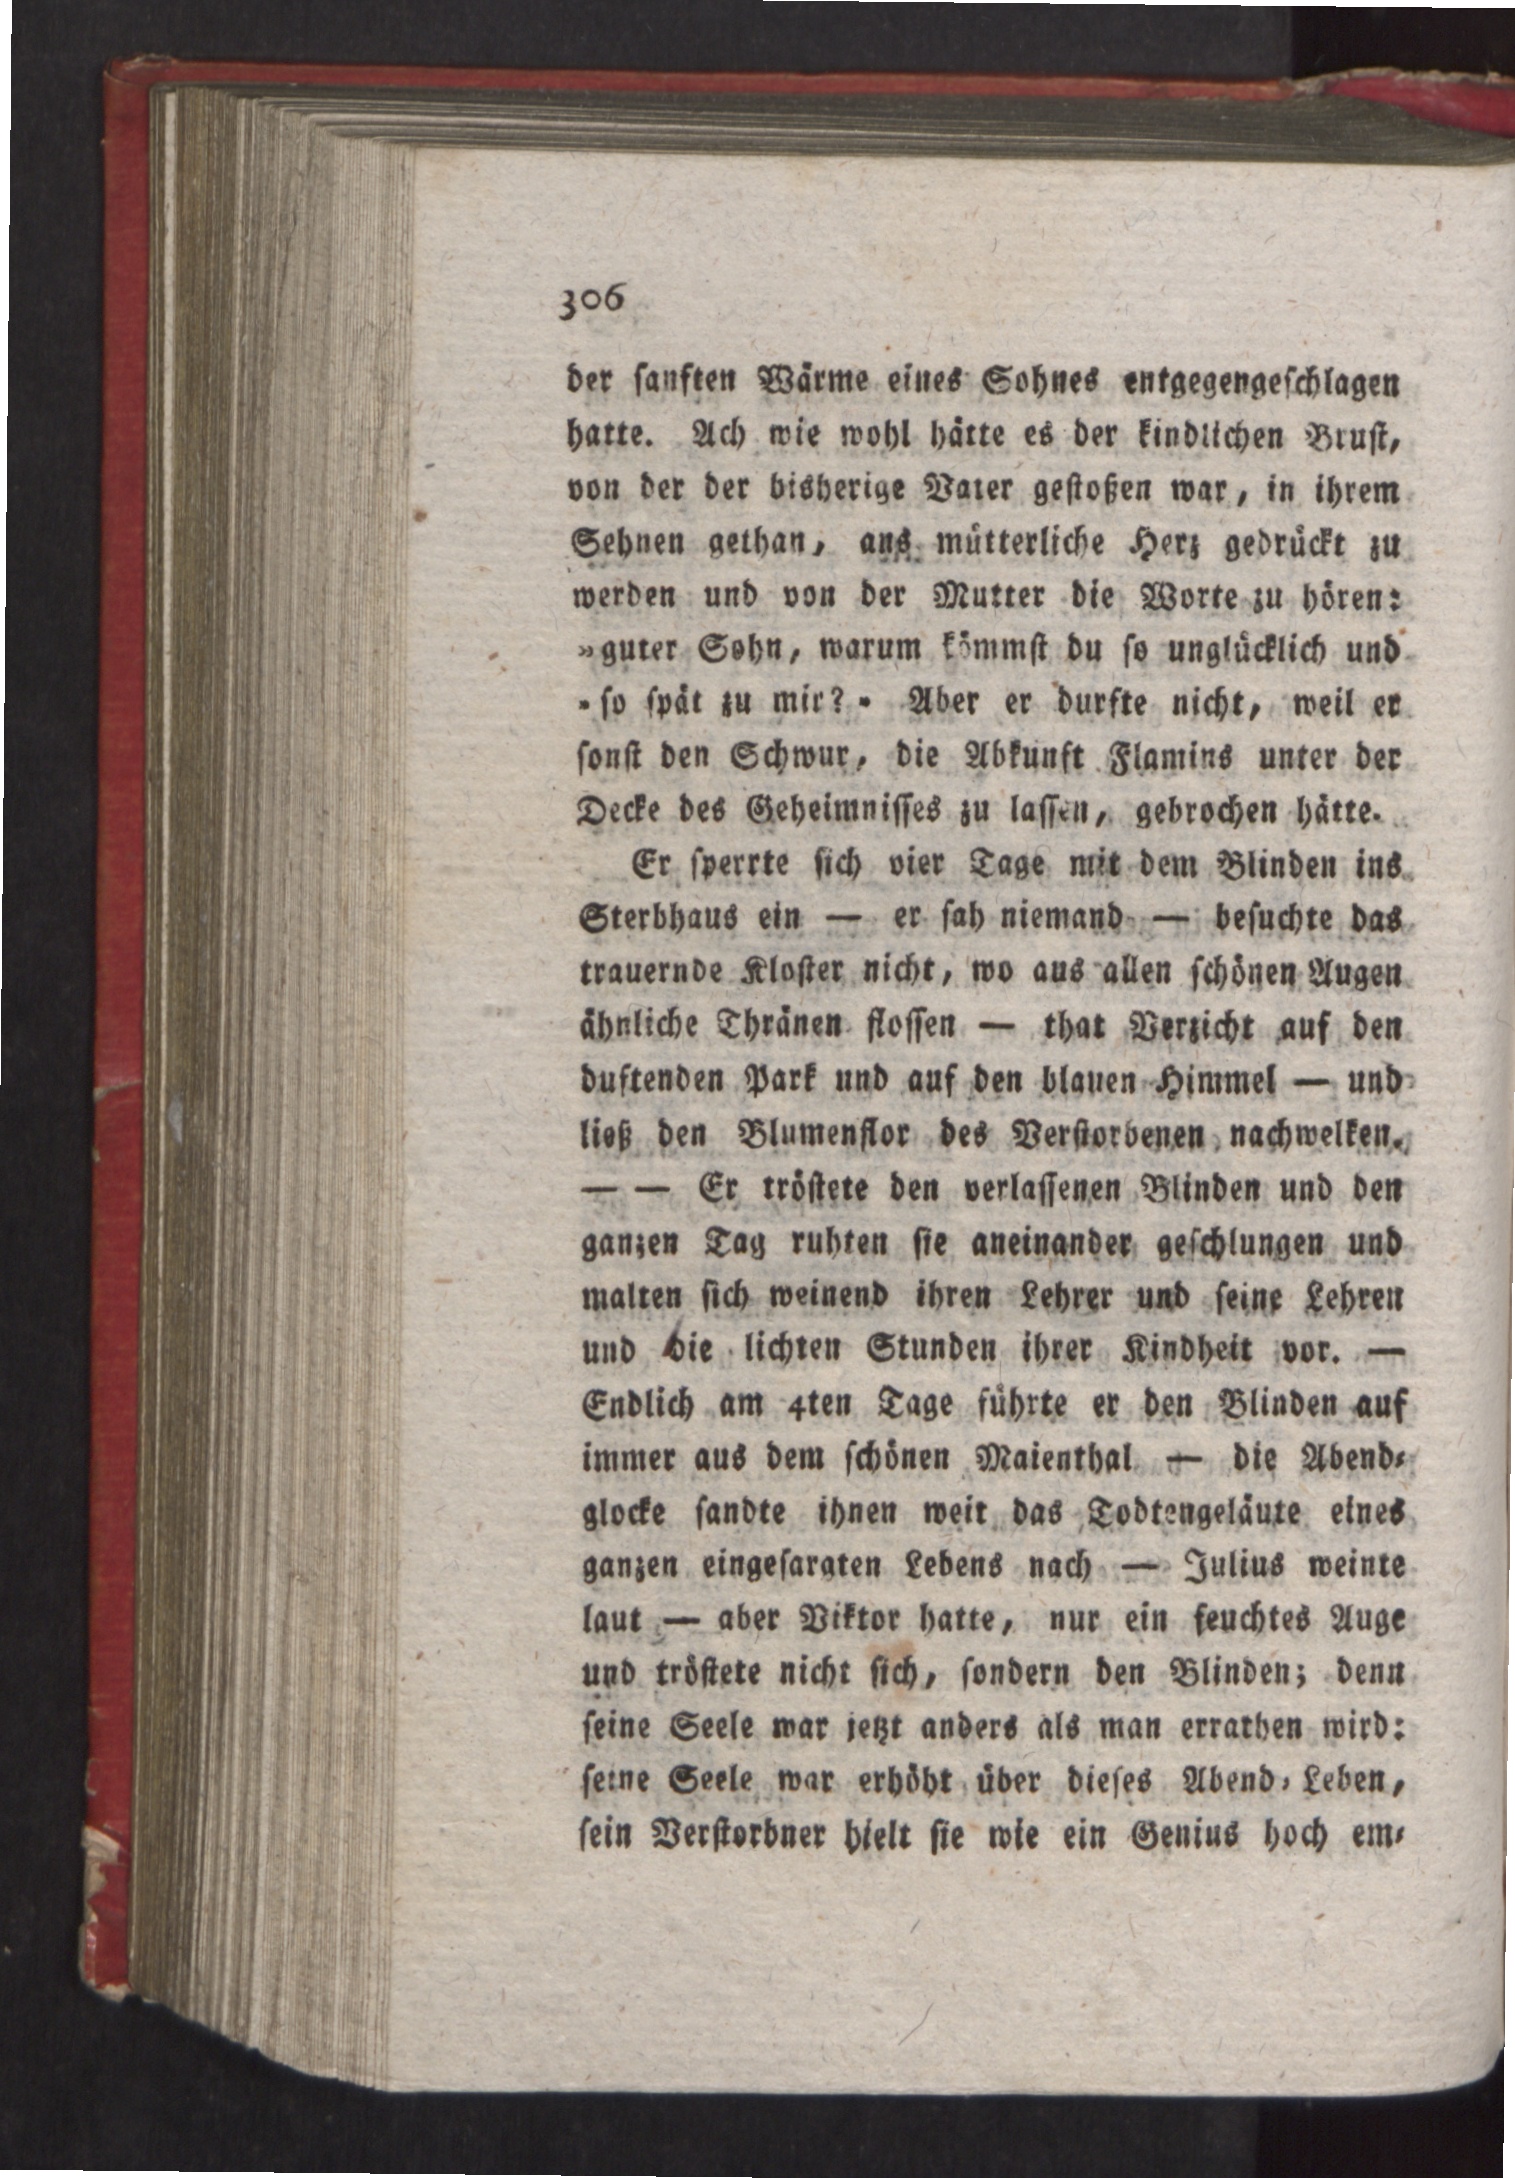 306
der ſanften Wärme eines Sohnes entgegengeſchlagen
hatte. Ach wie wohl hätte es der kindlichen Bruſt,
von der der bisherige Vater geſtoßen war, in ihrem
Sehnen gethan, ans mütterliche Herz gedrückt zu
werden und von der Mutter die Worte zu hören:
»guter Sohn, warum kömmſt du ſo unglücklich und
»ſo ſpät zu mir?« Aber er durfte nicht, weil er
ſonſt den Schwur, die Abkunft Flamins unter der
Decke des Geheimniſſes zu laſſen, gebrochen hätte.
Er ſperrte ſich vier Tage mit dem Blinden ins
Sterbhaus ein — er ſah niemand — beſuchte das
trauernde Kloſter nicht, wo aus allen ſchönen Augen
ähnliche Thränen floſſen — that Verzicht auf den
duftenden Park und auf den blauen Himmel — und
ließ den Blumenflor des Verſtorbenen nachwelken.
— — Er tröſtete den verlaſſenen Blinden und den
ganzen Tag ruhten ſie aneinander geſchlungen und
malten ſich weinend ihren Lehrer und ſeine Lehren
und die lichten Stunden ihrer Kindheit vor. —
Endlich am 4ten Tage führte er den Blinden auf
immer aus dem ſchönen Maienthal — die Abend⸗
glocke ſandte ihnen weit das Todtengeläute eines
ganzen eingeſargten Lebens nach — Julius weinte
laut — aber Viktor hatte, nur ein feuchtes Auge
und tröſtete nicht ſich, ſondern den Blinden; denn
ſeine Seele war jetzt anders als man errathen wird:
ſeine Seele war erhöht über dieſes Abend⸗Leben,
ſein Verſtorbner hielt ſie wie ein Genius hoch em⸗